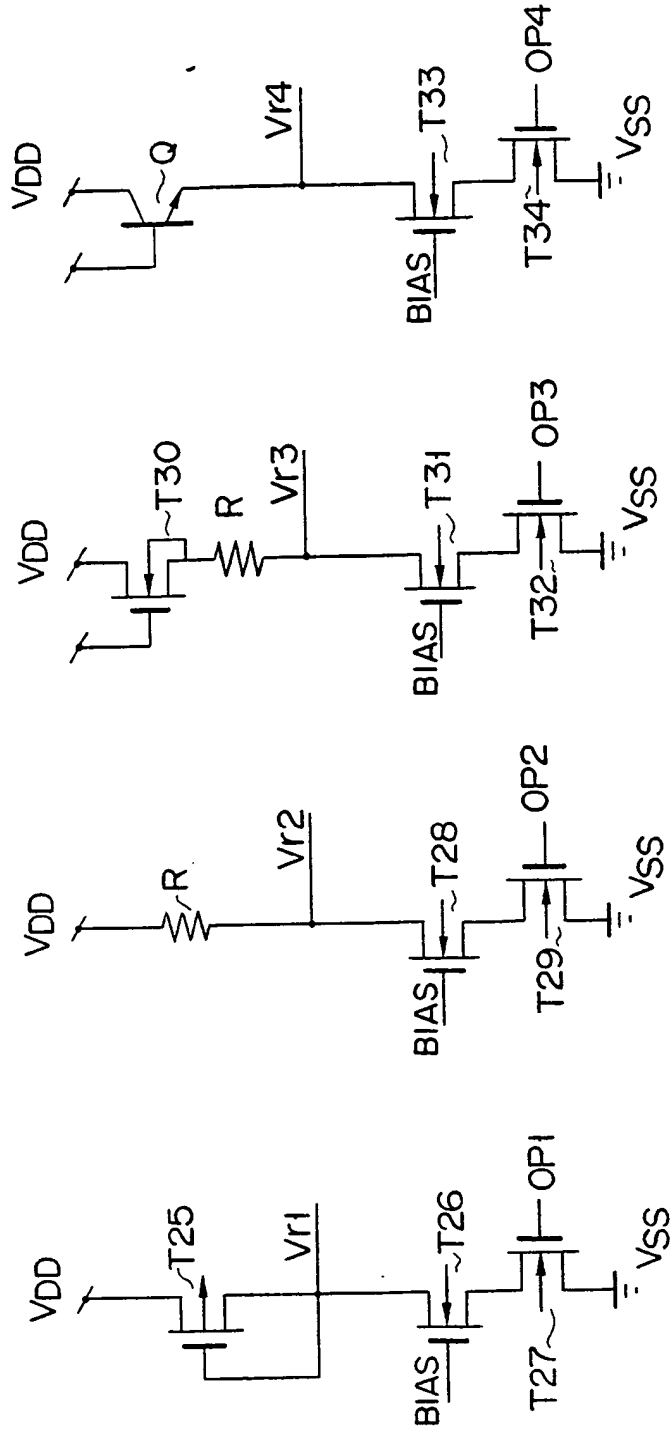 VDD
T25
Vr1
BIAS
T26
OP1
T27
VSS
VDD
R
Vr2
BIAS
T28
OP2
T29
VSS
VDD
T30
R
Vr3
BIAS
T31
OP3
T32
VSS
VDD
Q
Vr4
BIAS
T33
OP4
T34
VSS